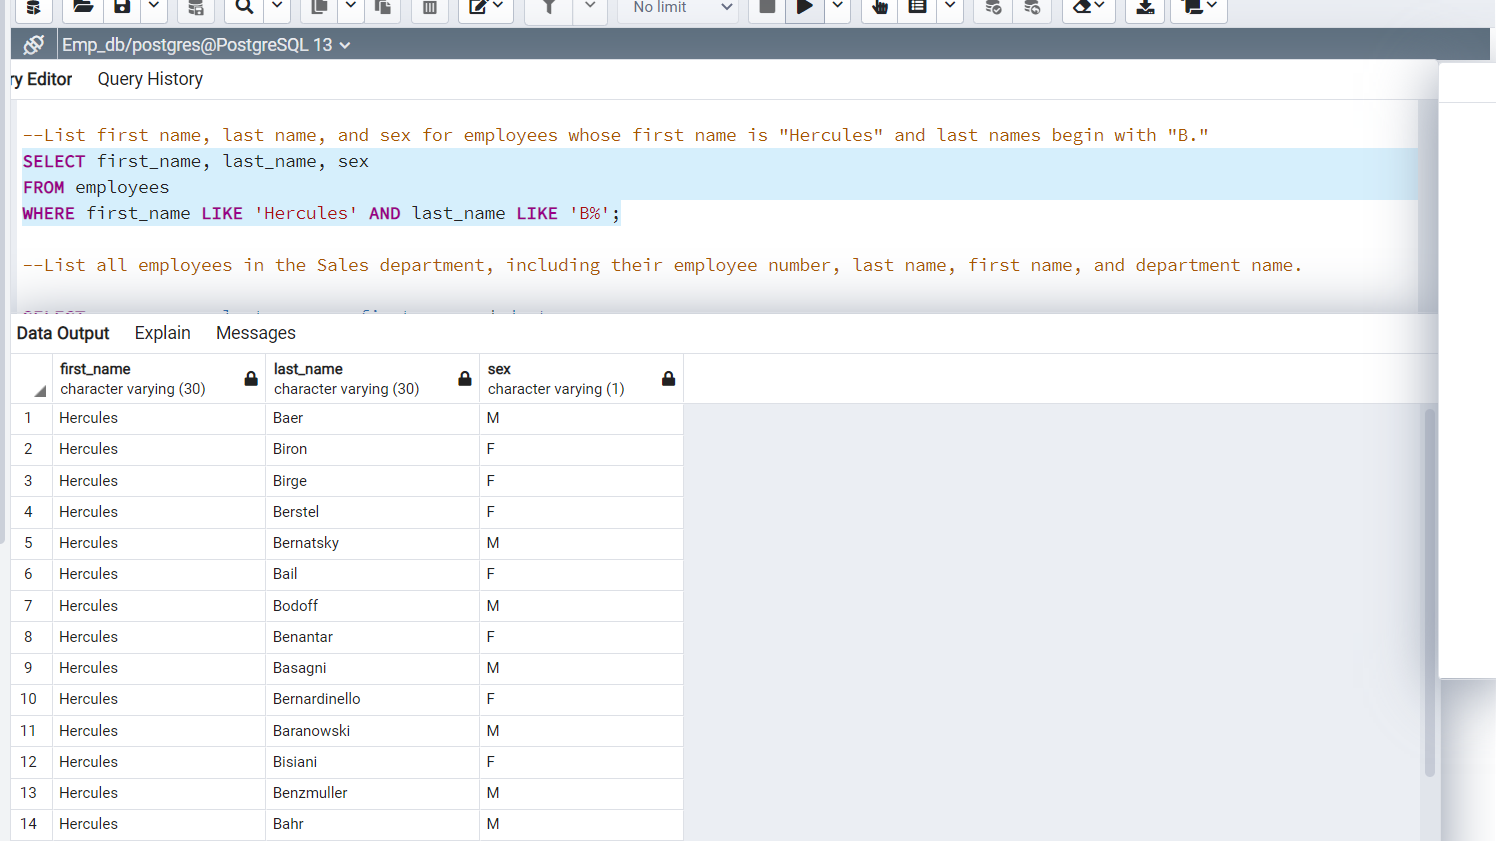 No limit
Emp_db/postgres@PostgreSQL 13
ry Editor Query History
--List first name, last name, and sex for employees whose first name is "Hercules" and last names begin with "B."
SELECT first_name, last_name, sex
FROM employees
WHERE first_name LIKE 'Hercules' AND last_name LIKE 'B%';
--List all employees in the Sales department, including their employee number, last name, first name, and department name.
Data Output Explain Messages
first_name last_name sex
character varying (30) character varying (30) character varying (1)
1 Hercules Baer M
2 Hercules Biron F
3 Hercules Birge F
4 Hercules Berstel F
5 Hercules Bernatsky M
6 Hercules Bail F
7 Hercules Bodoff M
8 Hercules Benantar F
9 Hercules Basagni M
10 Hercules Bernardinello F
11 Hercules Baranowski M
12 Hercules Bisiani F
13 Hercules Benzmuller M
14 Hercules Bahr M